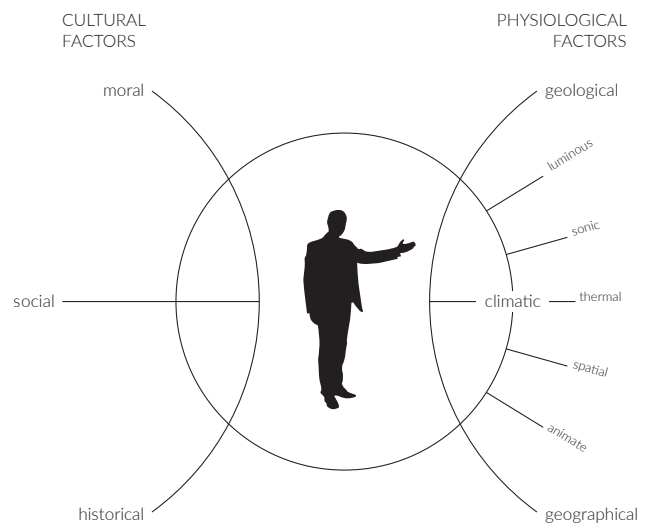 CULTURAL
FACTORS
PHYSIOLOGICAL
FACTORS
moral
geological
luminous
sonic
social
climatic
thermal
spatial
animate
historical
geographical